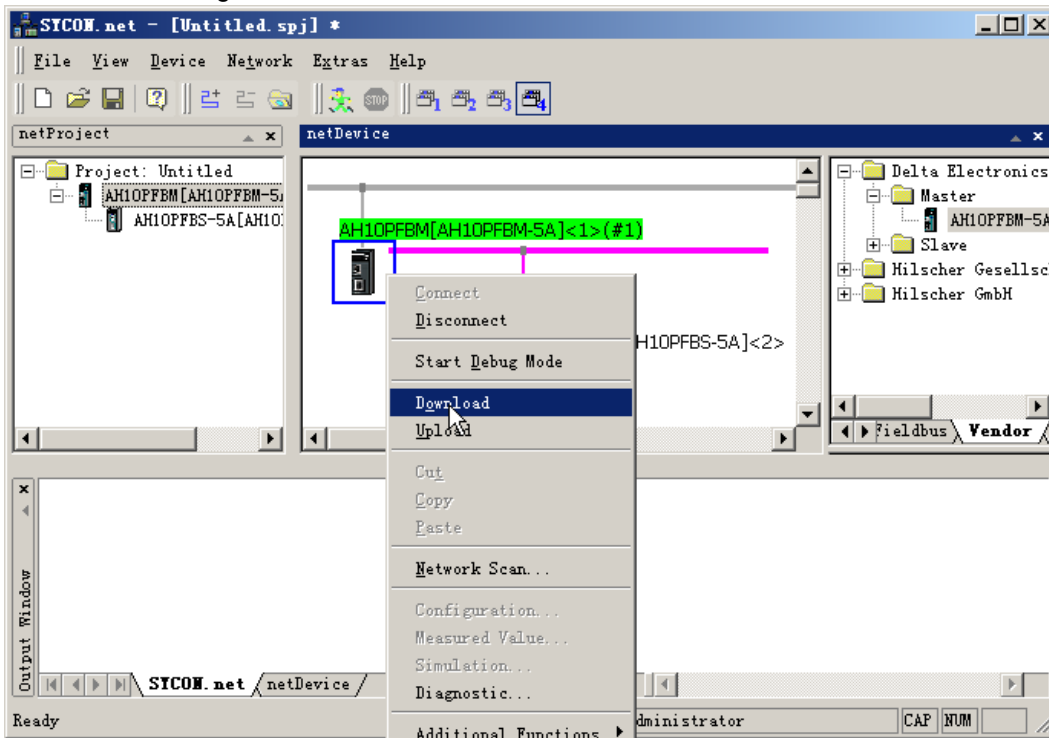 SYCON.net - [Untitled.spj] *
File View Device Network Extras Help
netProject
netDevice
Project: Untitled
AH10PFBM[AH10PFBM-5
AH10PFBS-5A[AH10
AH10PFBM[AH10PFBM-5A]<1>(#1)
H10PFBS-5A]<2>
Delta Electronics
Master
AH10PFBM-5A
Slave
Hilscher Gesellsc
Hilscher GmbH
Fieldbus
Vendor
Connect
Disconnect
Start Debug Mode
Download
Upload
Cut
Copy
Paste
Network Scan...
Configuration...
Measured Value...
Simulation...
Diagnostic...
Additional Functions
Output Window
SYCON.net
netDevice
Ready
dministrator
CAP
NUM